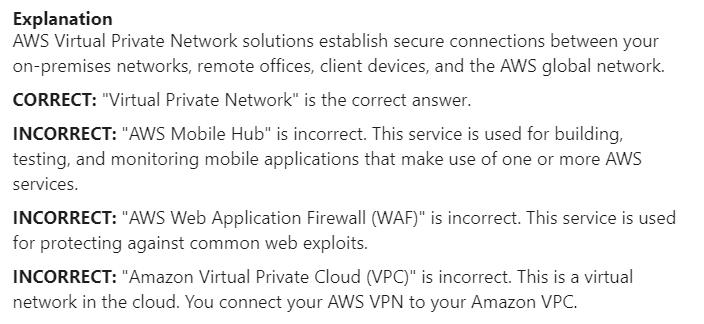 Explanation
AWS Virtual Private Network solutions establish secure connections between your
on-premises networks, remote offices, client devices, and the AWS global network.
CORRECT: "Virtual Private Network" is the correct answer.
INCORRECT: "AWS Mobile Hub" is incorrect. This service is used for building,
testing, and monitoring mobile applications that make use of one or more AWS
services.
INCORRECT: "AWS Web Application Firewall (WAF)" is incorrect. This service is used
for protecting against common web exploits.
INCORRECT: "Amazon Virtual Private Cloud (VPC)" is incorrect. This is a virtual
network in the cloud. You connect your AWS VPN to your Amazon VPC.